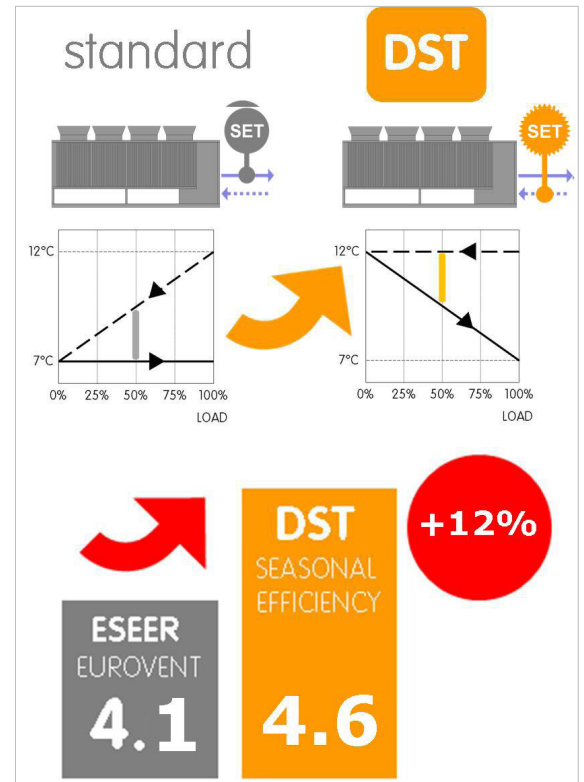 standard
DST
SET
SET
12°C
7°C
0% 25% 50% 75% 100%
LOAD
12°C
7°C
0% 25% 50% 75% 100%
LOAD
ESEER
EUROVENT
4.1
DST
SEASONAL
EFFICIENCY
4.6
+12%